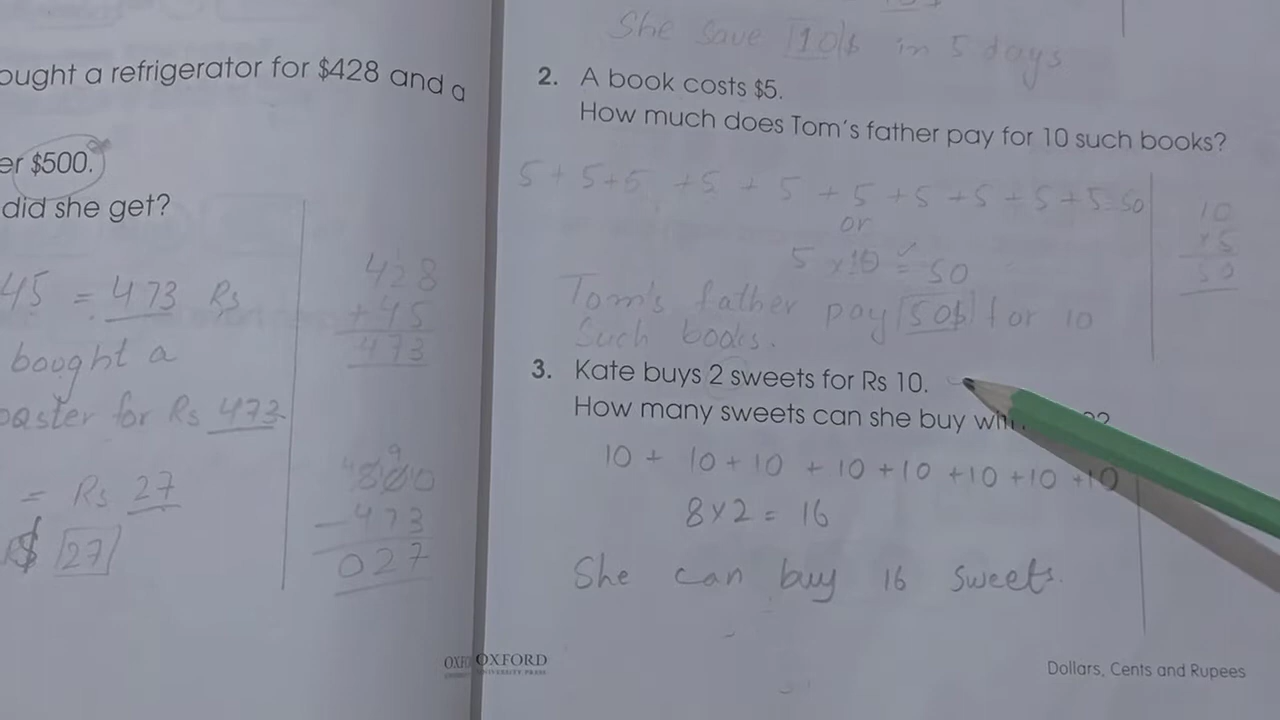 ought a refrigerator for $428 and a
er $500.
did she get?
45 = 473 Rs
bought a
oaster for Rs 473
= Rs 27
$ 27
428
+ 45
473
473
027
She save 10$ in 5 days
2. A book costs $5.
How much does Tom's father pay for 10 such books?
5 + 5+5 +5 + 5 + 5 +5 +5 +5 +5 50
or
5 x10 = 50
Tom's father pay 50$ for 10
Such books.
10
x5
50
3. Kate buys 2 sweets for Rs 10.
How many sweets can she buy
10 + 10 + 10 + 10 + 10 +10 +10 +10
8x2 = 16
She can buy 16 sweets.
OXFORD
UNIVERSITY PRESS
Dollars, Cents and Rupees